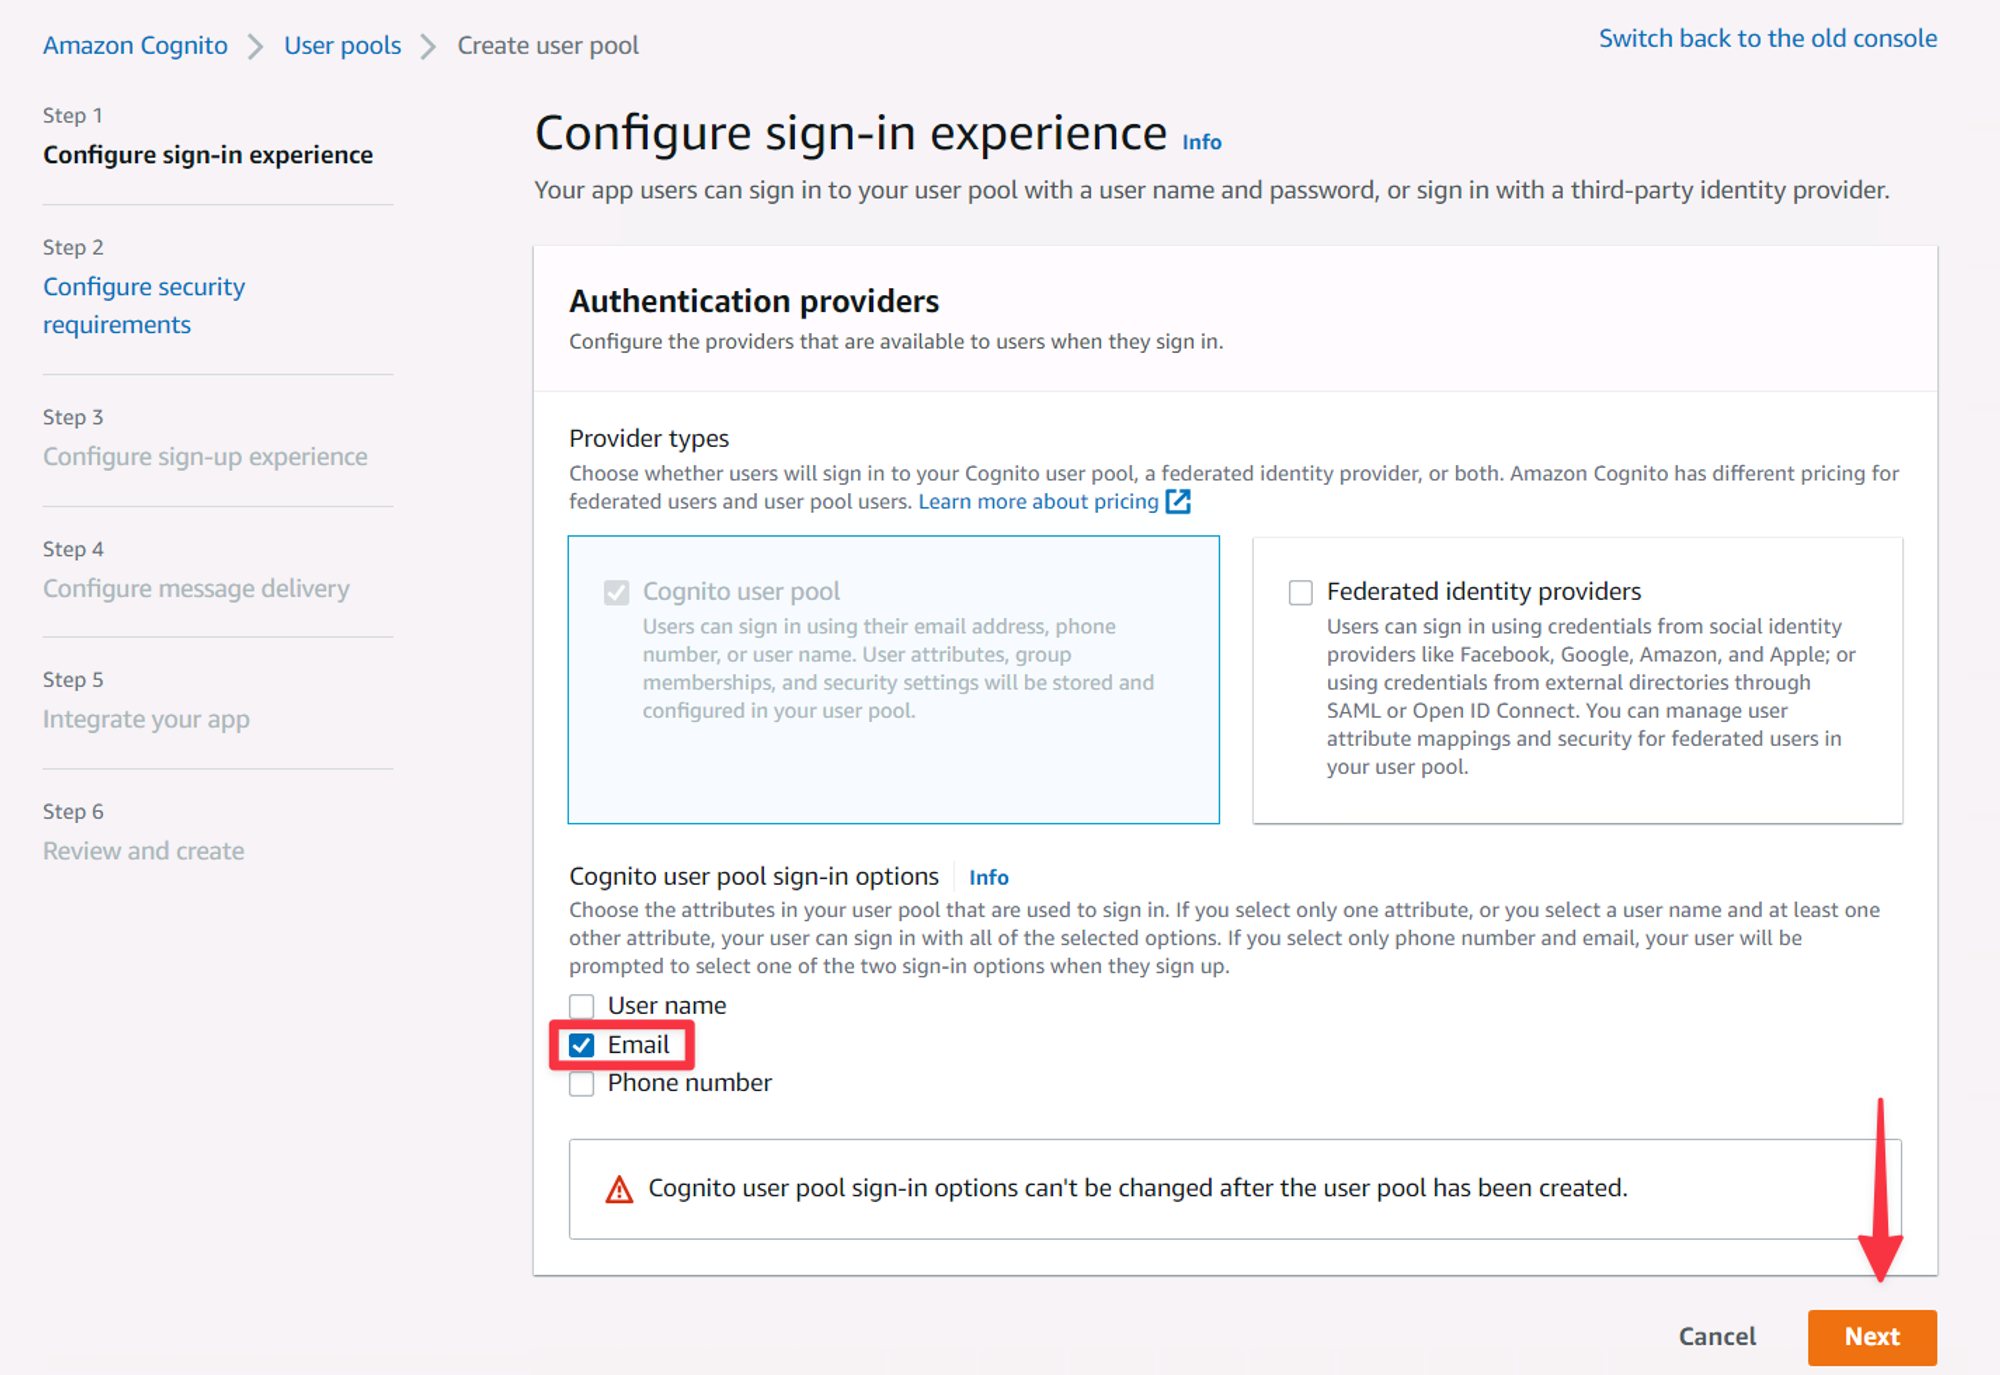 Amazon Cognito > User pools > Create user pool
Switch back to the old console
Step 1
Configure sign-in experience
Step 2
Configure security
requirements
Step 3
Configure sign-up experience
Step 4
Configure message delivery
Step 5
Integrate your app
Step 6
Review and create
Configure sign-in experience Info
Your app users can sign in to your user pool with a user name and password, or sign in with a third-party identity provider.
Authentication providers
Configure the providers that are available to users when they sign in.
Provider types
Choose whether users will sign in to your Cognito user pool, a federated identity provider, or both. Amazon Cognito has different pricing for
federated users and user pool users. Learn more about pricing
Cognito user pool
Users can sign in using their email address, phone
number, or user name. User attributes, group
memberships, and security settings will be stored and
configured in your user pool.
Federated identity providers
Users can sign in using credentials from social identity
providers like Facebook, Google, Amazon, and Apple; or
using credentials from external directories through
SAML or Open ID Connect. You can manage user
attribute mappings and security for federated users in
your user pool.
Cognito user pool sign-in options Info
Choose the attributes in your user pool that are used to sign in. If you select only one attribute, or you select a user name and at least one
other attribute, your user can sign in with all of the selected options. If you select only phone number and email, your user will be
prompted to select one of the two sign-in options when they sign up.
User name
Email
Phone number
Cognito user pool sign-in options can't be changed after the user pool has been created.
Cancel
Next